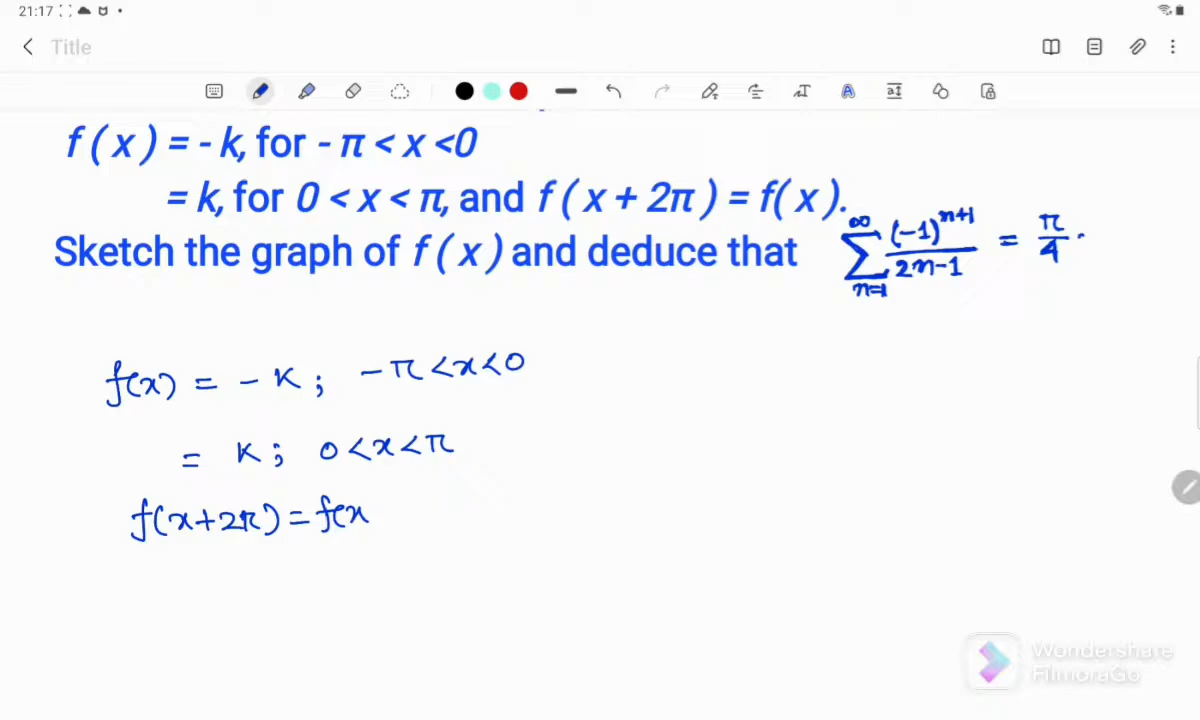 21:17
Title
f ( x ) = - k, for - π < x <0
= k, for 0 < x < π, and f ( x + 2π ) = f( x ).
Sketch the graph of f ( x ) and deduce that ∞ ∑ n=1 (-1)^n+1 / 2n-1 = π/4 .
f(x) = - K ; - π < x < 0
= K ; 0 < x < π
f(x+2π) = f(x
Wondershare
FilmoraGo